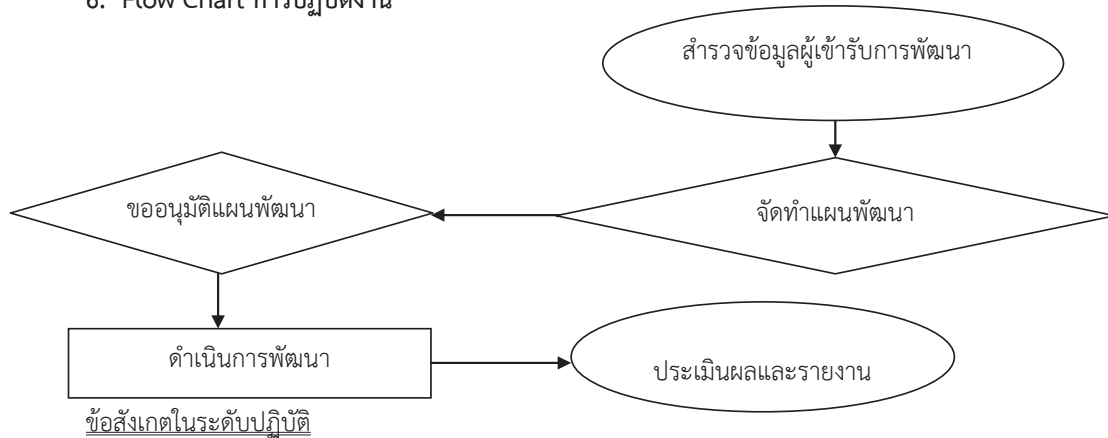 6. Flow Chart การปฏิบัติงาน
สำรวจข้อมูลผู้เข้ารับการพัฒนา
จัดทำแผนพัฒนา
ขออนุมัติแผนพัฒนา
ดำเนินการพัฒนา
ประเมินผลและรายงาน
ข้อสังเกตในระดับปฏิบัติ